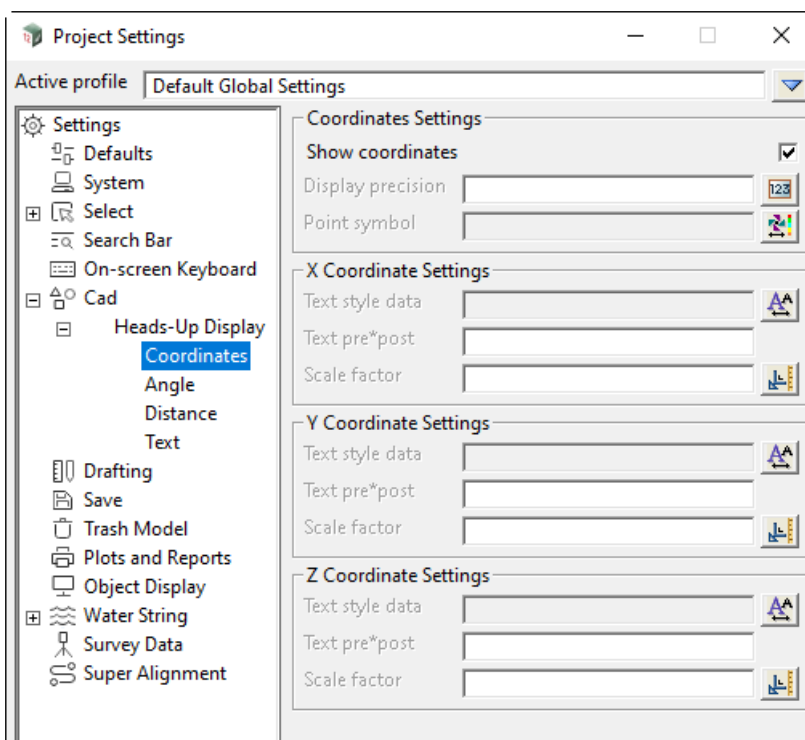 Project Settings
Active profile Default Global Settings
Settings
Defaults
System
Select
Search Bar
On-screen Keyboard
Cad
Heads-Up Display
Coordinates
Angle
Distance
Text
Drafting
Save
Trash Model
Plots and Reports
Object Display
Water String
Survey Data
Super Alignment
Coordinates Settings
Show coordinates
Display precision 123
Point symbol
X Coordinate Settings
Text style data
Text pre*post
Scale factor
Y Coordinate Settings
Text style data
Text pre*post
Scale factor
Z Coordinate Settings
Text style data
Text pre*post
Scale factor